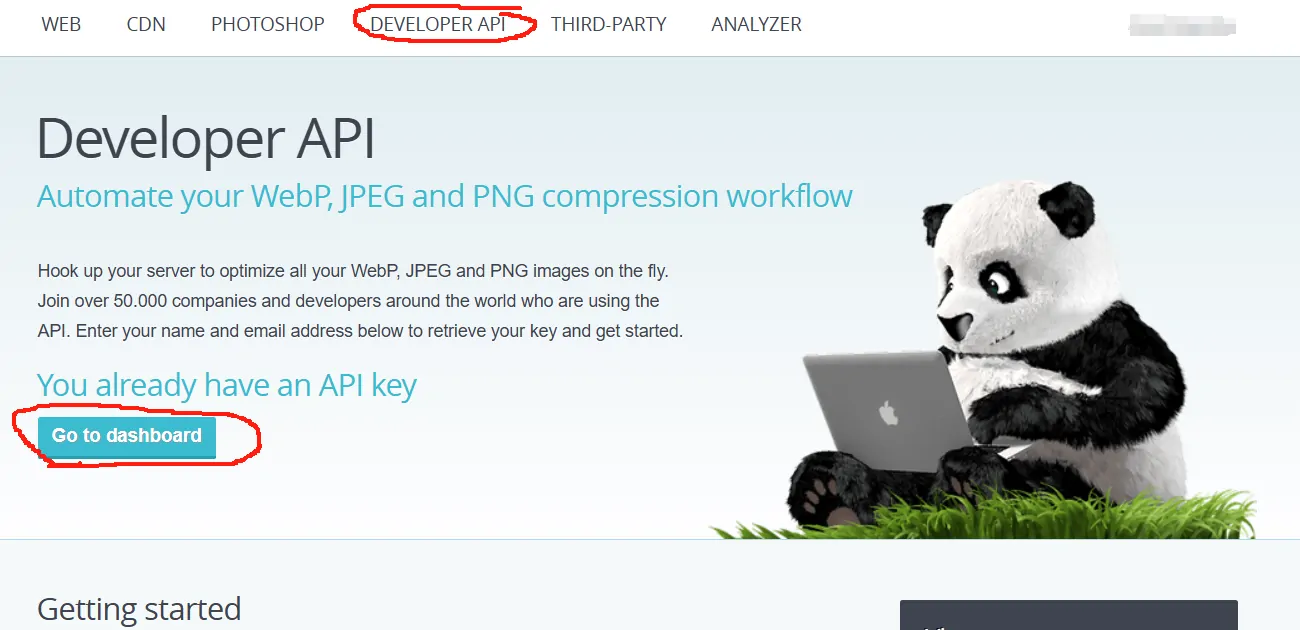 WEB CDN PHOTOSHOP DEVELOPER API THIRD-PARTY ANALYZER
Developer API
Automate your WebP, JPEG and PNG compression workflow
Hook up your server to optimize all your WebP, JPEG and PNG images on the fly.
Join over 50.000 companies and developers around the world who are using the
API. Enter your name and email address below to retrieve your key and get started.
You already have an API key
Go to dashboard
Getting started